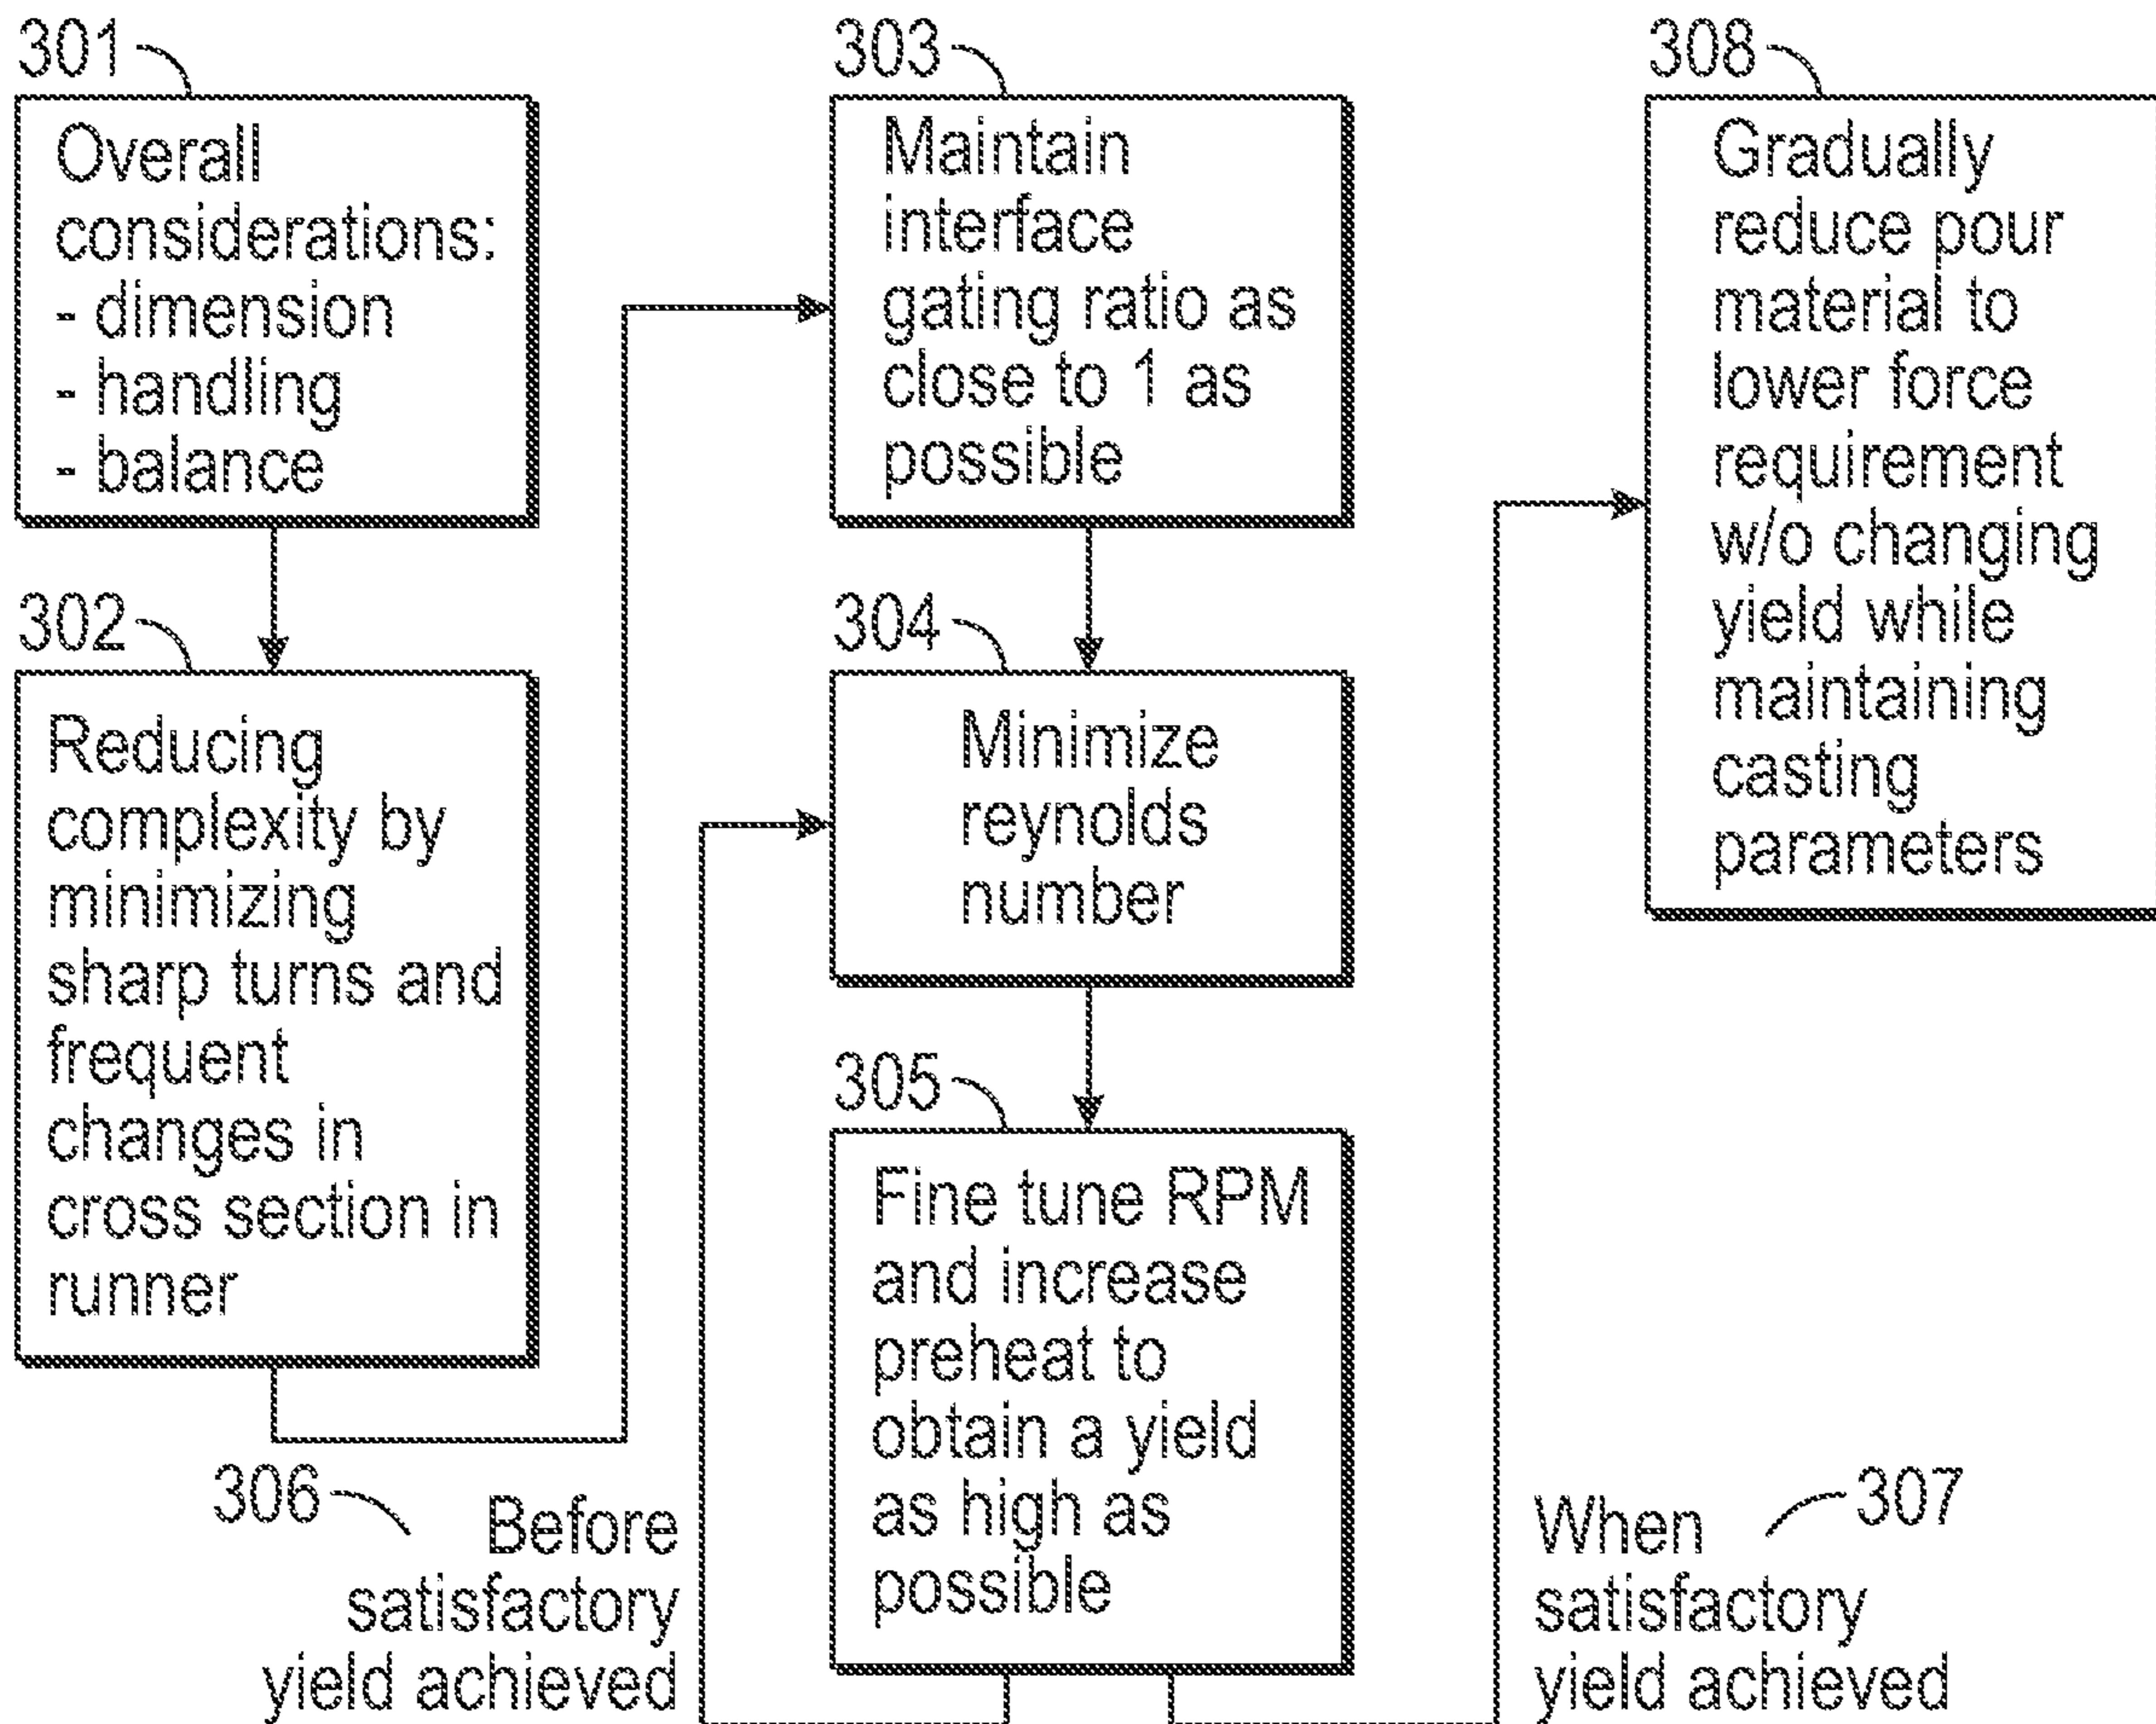 301
Overall
considerations:
- dimension
- handling
- balance
302
Reducing
complexity by
minimizing
sharp turns and
frequent
changes in
cross section in
runner
303
Maintain
interface
gating ratio as
close to 1 as
possible
304
Minimize
reynolds
number
305
Fine tune RPM
and increase
preheat to
obtain a yield
as high as
possible
306
Before
satisfactory
yield achieved
307
When
satisfactory
yield achieved
308
Gradually
reduce pour
material to
lower force
requirement
w/o changing
yield while
maintaining
casting
parameters